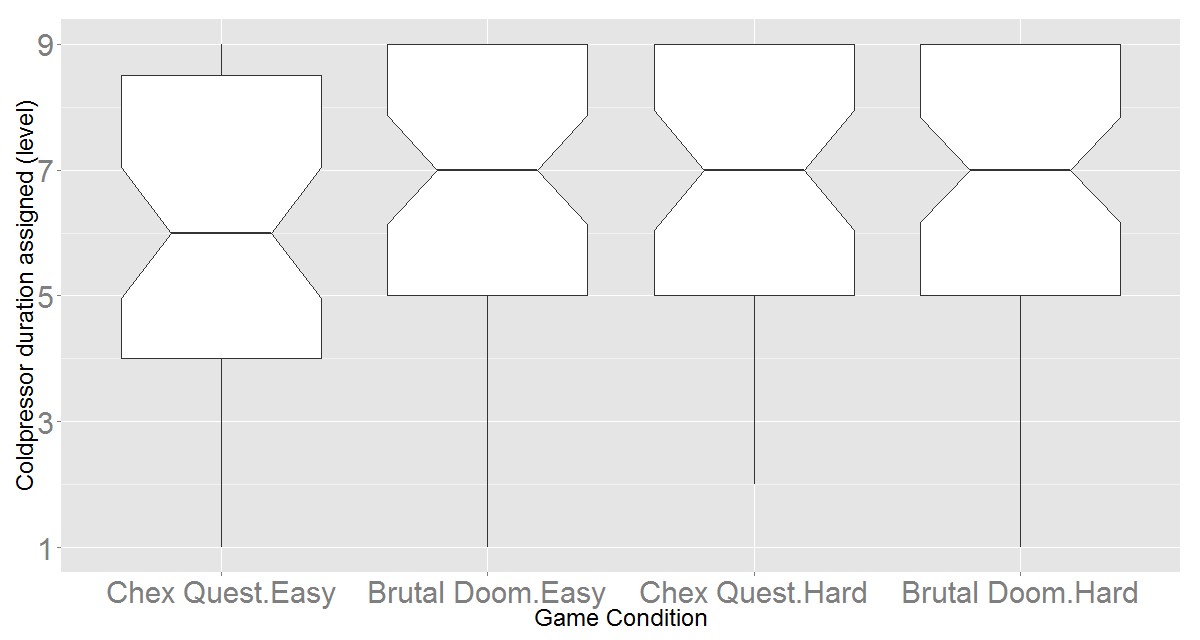 Coldpressor duration assigned (level)
9
7
5
3
1
Chex Quest.Easy Brutal Doom.Easy Chex Quest.Hard Brutal Doom.Hard
Game Condition